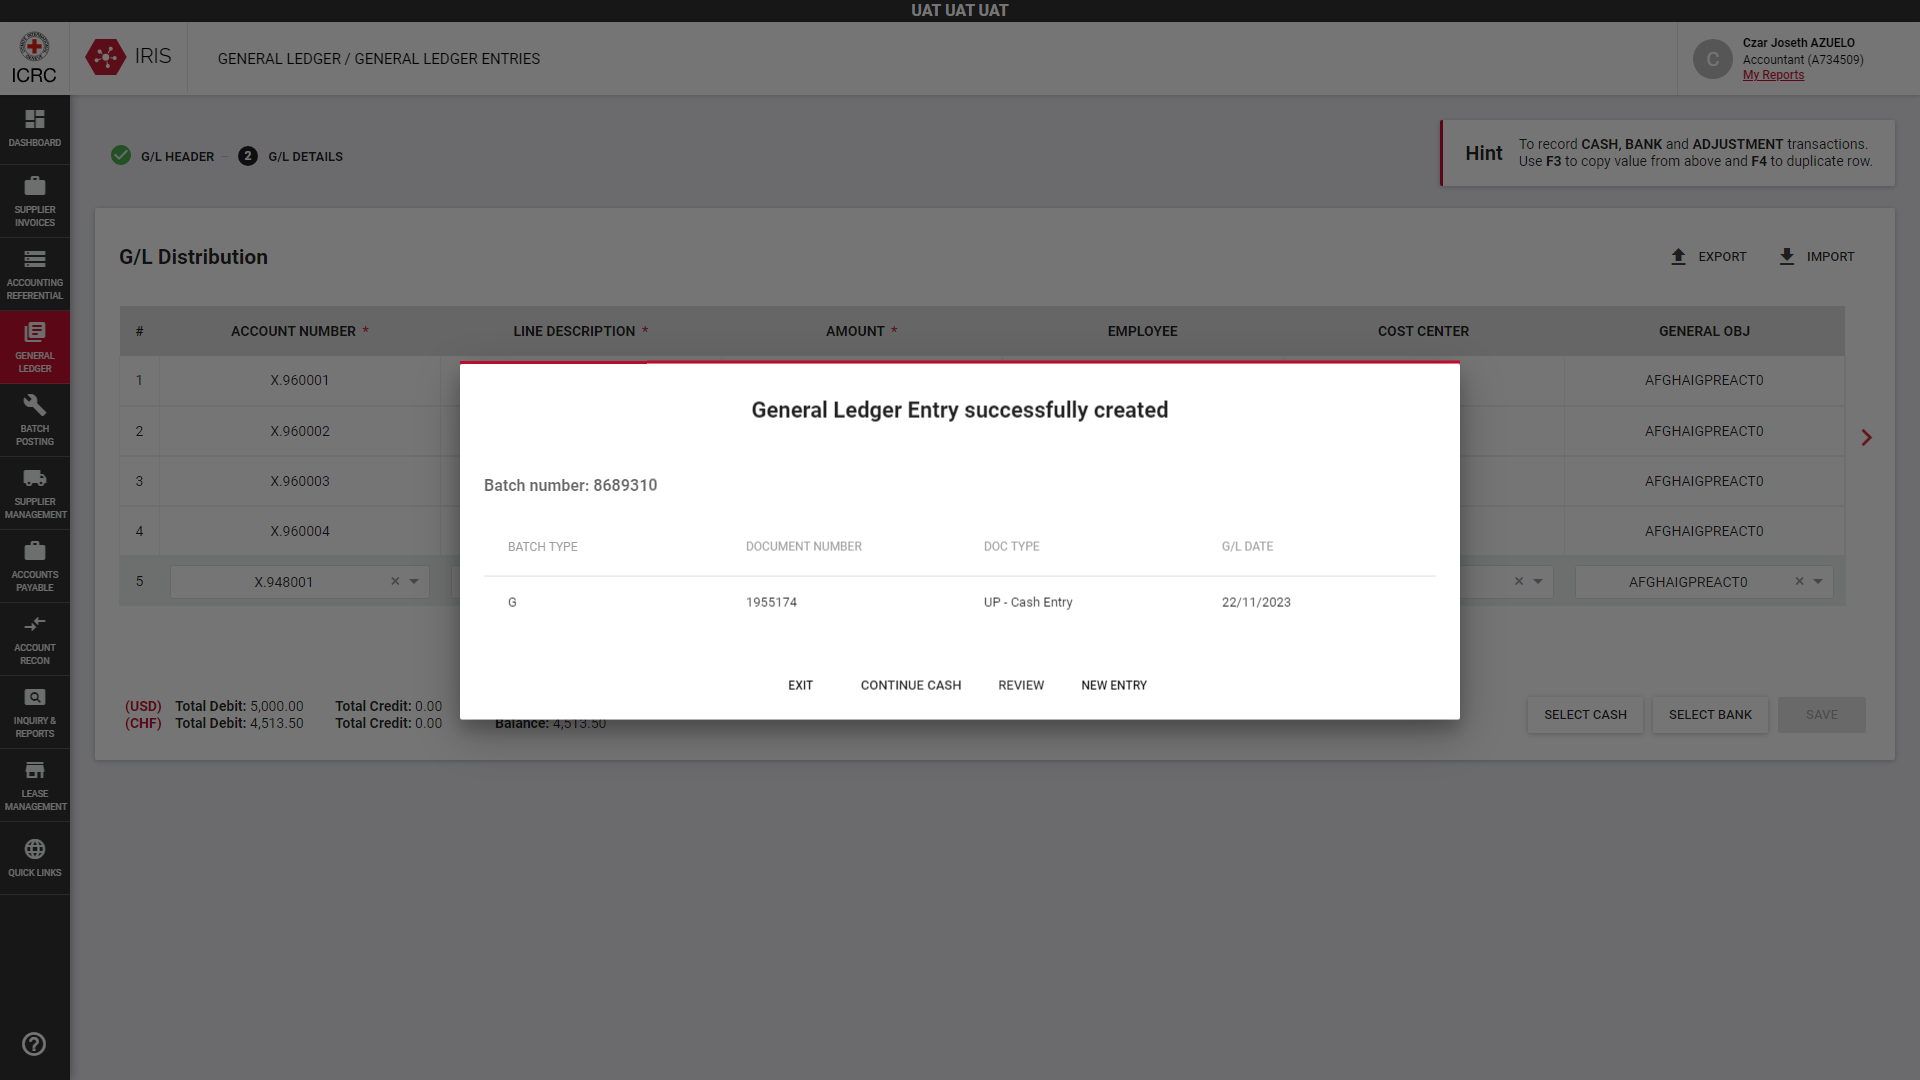 UAT UAT UAT
ICRC
IRIS
GENERAL LEDGER / GENERAL LEDGER ENTRIES
C
Czar Joseth AZUELO
Accountant (A734509)
My Reports
DASHBOARD
SUPPLIER
INVOICES
ACCOUNTING
REFERENTIAL
GENERAL
LEDGER
BATCH
POSTING
SUPPLIER
MANAGEMENT
ACCOUNTS
PAYABLE
ACCOUNT
RECON
INQUIRY &
REPORTS
LEASE
MANAGEMENT
QUICK LINKS
G/L HEADER
2 G/L DETAILS
Hint
To record CASH, BANK and ADJUSTMENT transactions.
Use F3 to copy value from above and F4 to duplicate row.
G/L Distribution
EXPORT
IMPORT
# ACCOUNT NUMBER * LINE DESCRIPTION * AMOUNT * EMPLOYEE COST CENTER GENERAL OBJ
1 X.960001 AFGHAIGPREACT0
2 X.960002 AFGHAIGPREACT0
3 X.960003 AFGHAIGPREACT0
4 X.960004 AFGHAIGPREACT0
5 X.948001 AFGHAIGPREACT0
General Ledger Entry successfully created
Batch number: 8689310
BATCH TYPE DOCUMENT NUMBER DOC TYPE G/L DATE
G 1955174 UP - Cash Entry 22/11/2023
EXIT CONTINUE CASH REVIEW NEW ENTRY
(USD) Total Debit: 5,000.00 Total Credit: 0.00
(CHF) Total Debit: 4,513.50 Total Credit: 0.00 Balance: 4,513.50
SELECT CASH SELECT BANK SAVE